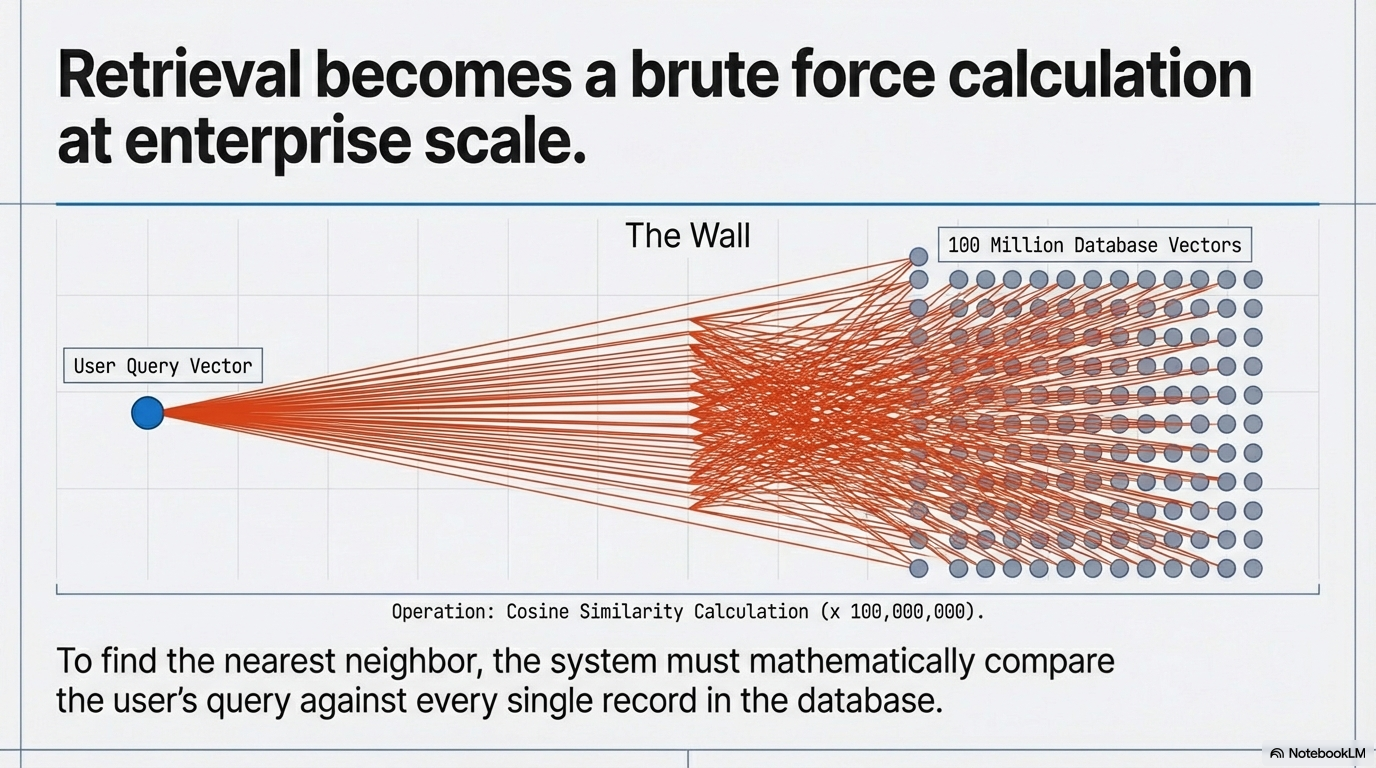 Retrieval becomes a brute force calculation
at enterprise scale.
The Wall
100 Million Database Vectors
User Query Vector
Operation: Cosine Similarity Calculation (x 100,000,000).
To find the nearest neighbor, the system must mathematically compare
the user’s query against every single record in the database.
NotebookLM